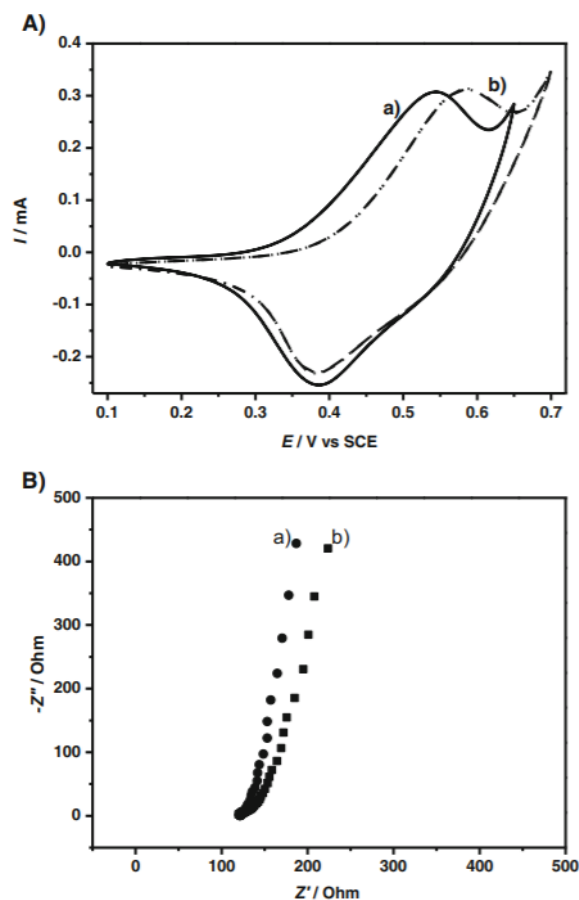 A)
0.4
0.3
0.2
0.1
0.0
-0.1
-0.2
a)
b)
I / mA
0.1 0.2 0.3 0.4 0.5 0.6 0.7
E / V vs SCE
B)
500
400
300
200
100
0
a) b)
-Z'' / Ohm
0 100 200 300 400 500
Z' / Ohm